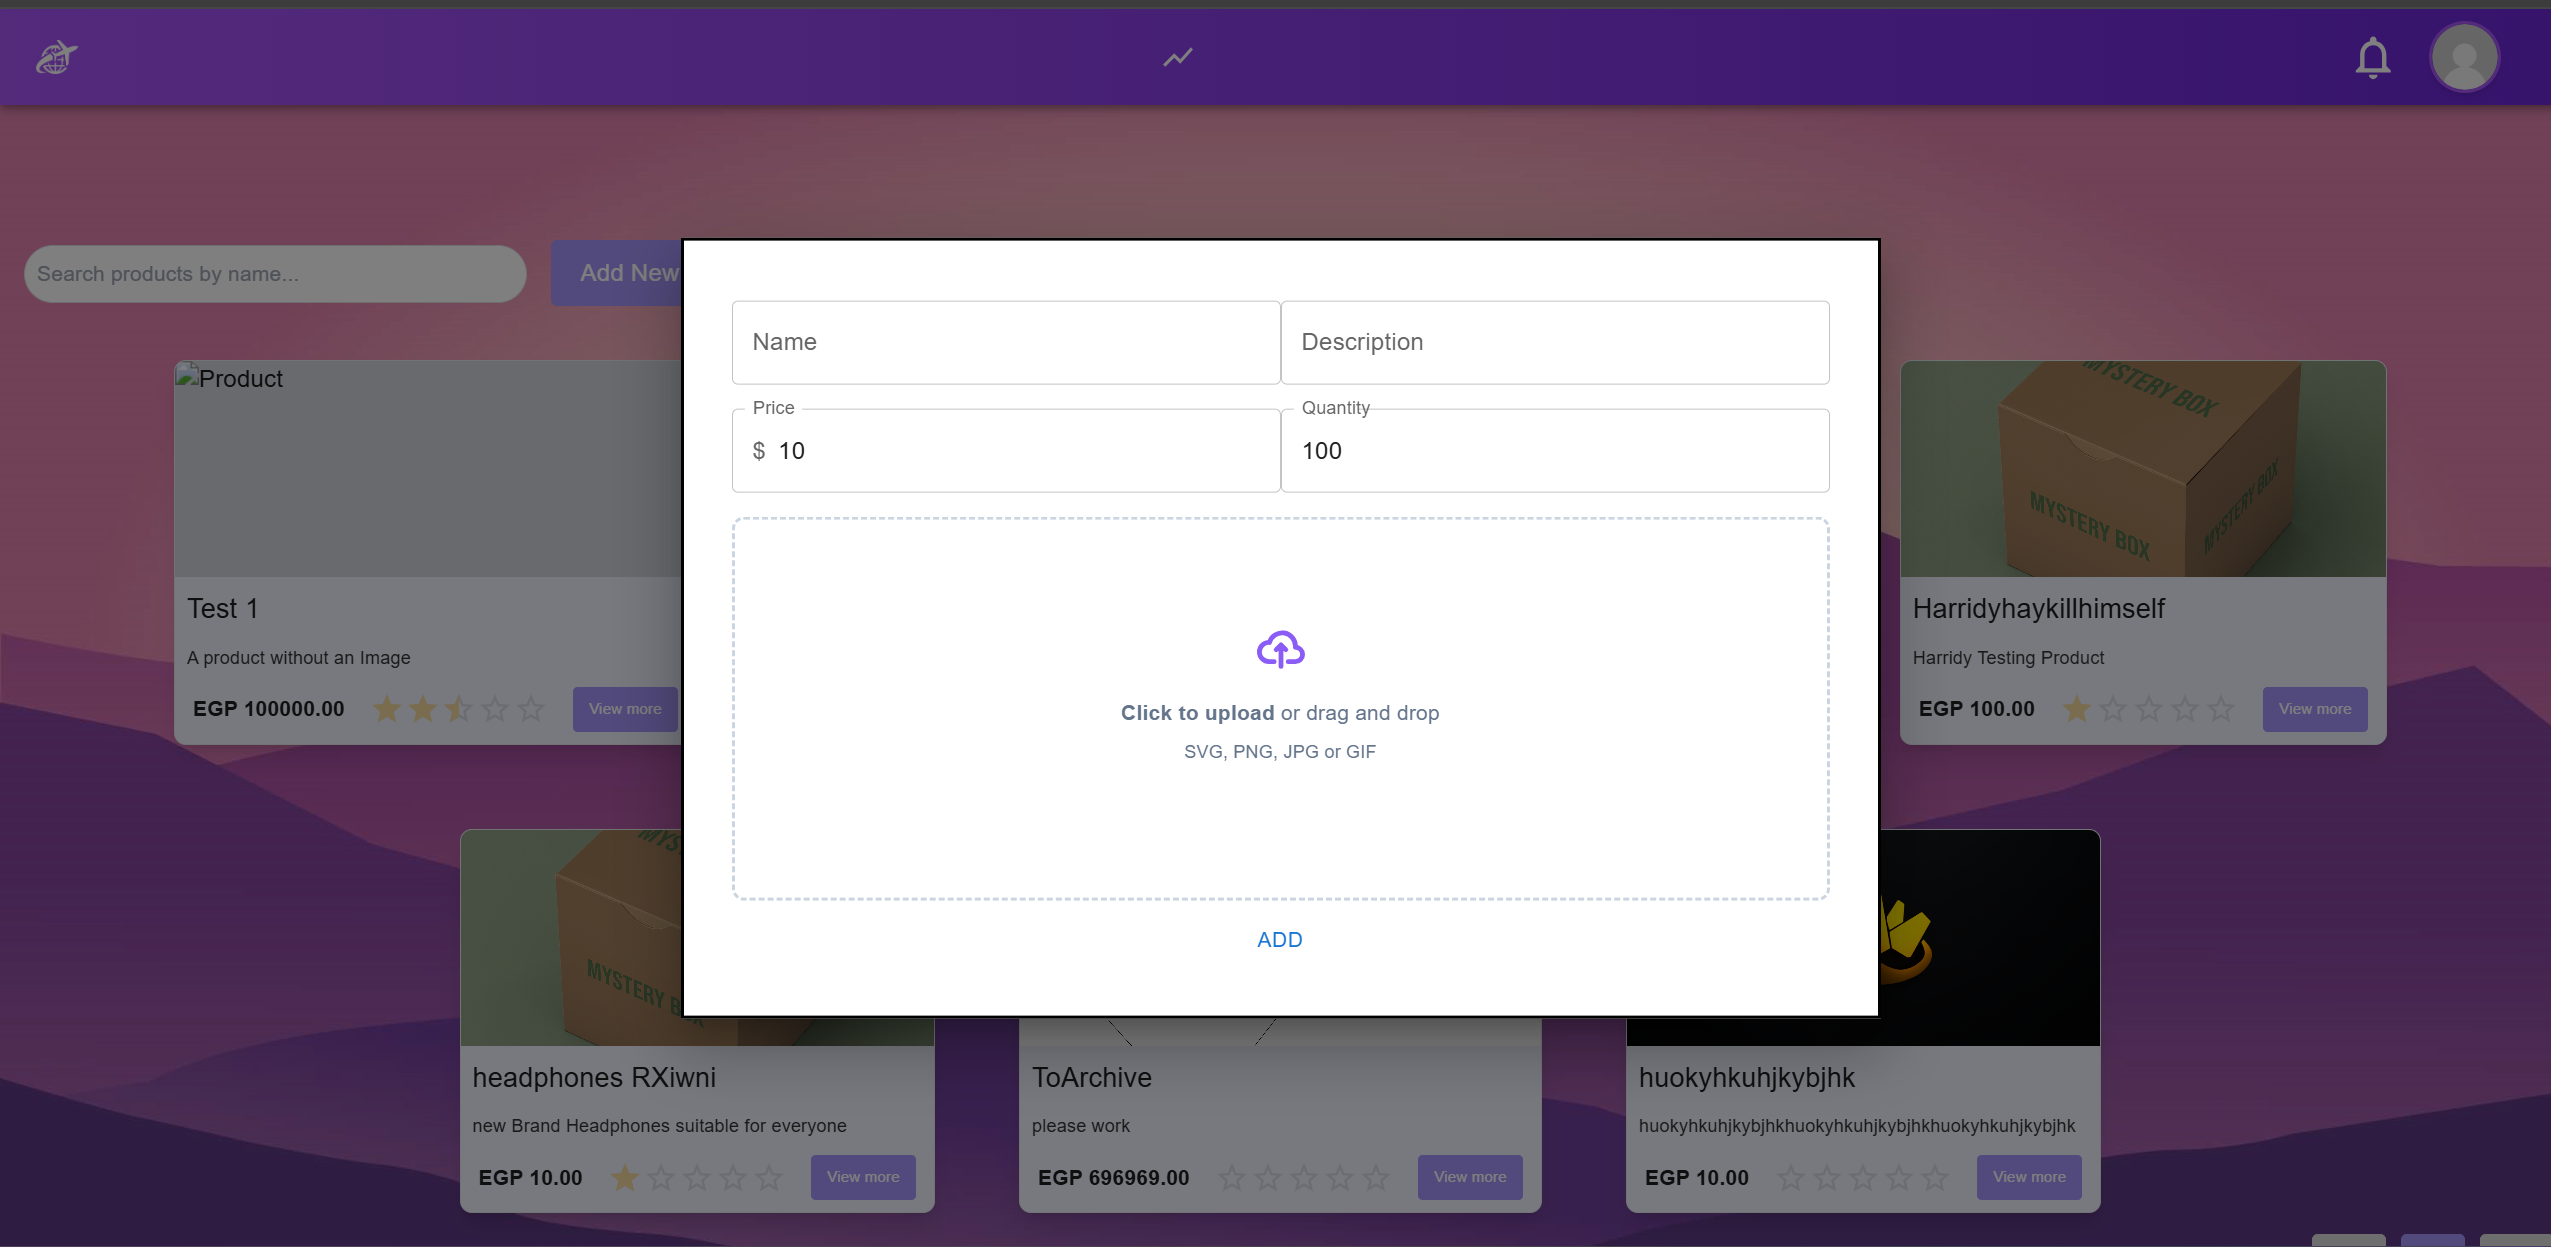 Search products by name...
Add New
Name
Description
Price
$ 10
Quantity
100
Click to upload or drag and drop
SVG, PNG, JPG or GIF
ADD
Product
Test 1
A product without an Image
EGP 100000.00
View more
MYSTERY BOX
MYSTERY BOX
MYSTERY BOX
Harridyhaykillhimself
Harridy Testing Product
EGP 100.00
View more
MYSTERY BOX
headphones RXiwni
new Brand Headphones suitable for everyone
EGP 10.00
View more
ToArchive
please work
EGP 696969.00
View more
huokyhkuhjkybjhk
huokyhkuhjkybjhkhuokyhkuhjkybjhkhuokyhkuhjkybjhk
EGP 10.00
View more